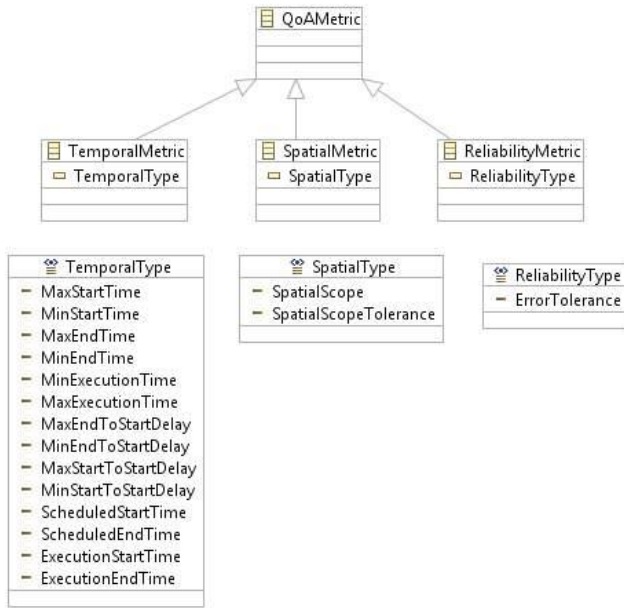 QoAMetric
TemporalMetric
TemporalType
SpatialMetric
SpatialType
ReliabilityMetric
ReliabilityType
TemporalType
MaxStartTime
MinStartTime
MaxEndTime
MinEndTime
MinExecutionTime
MaxExecutionTime
MaxEndToStartDelay
MinEndToStartDelay
MaxStartToStartDelay
MinStartToStartDelay
ScheduledStartTime
ScheduledEndTime
ExecutionStartTime
ExecutionEndTime
SpatialType
SpatialScope
SpatialScopeTolerance
ReliabilityType
ErrorTolerance